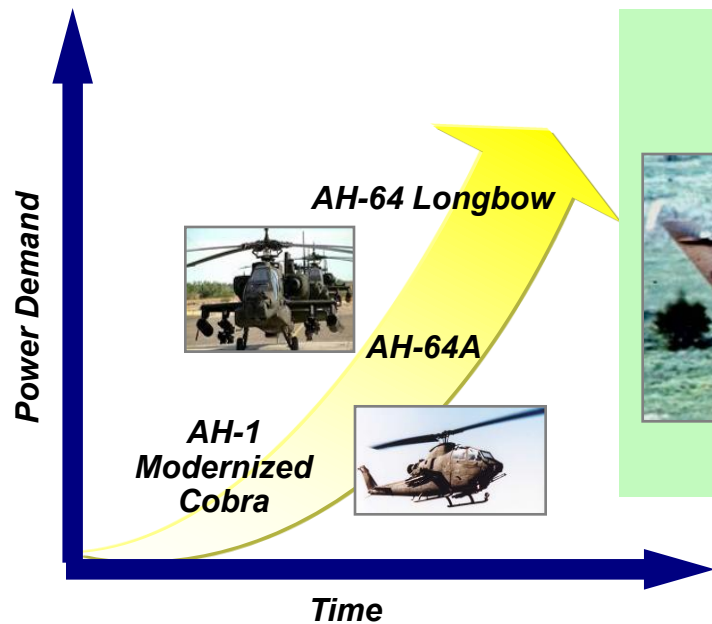 Power Demand
AH-64 Longbow
AH-64A
AH-1
Modernized
Cobra
Time